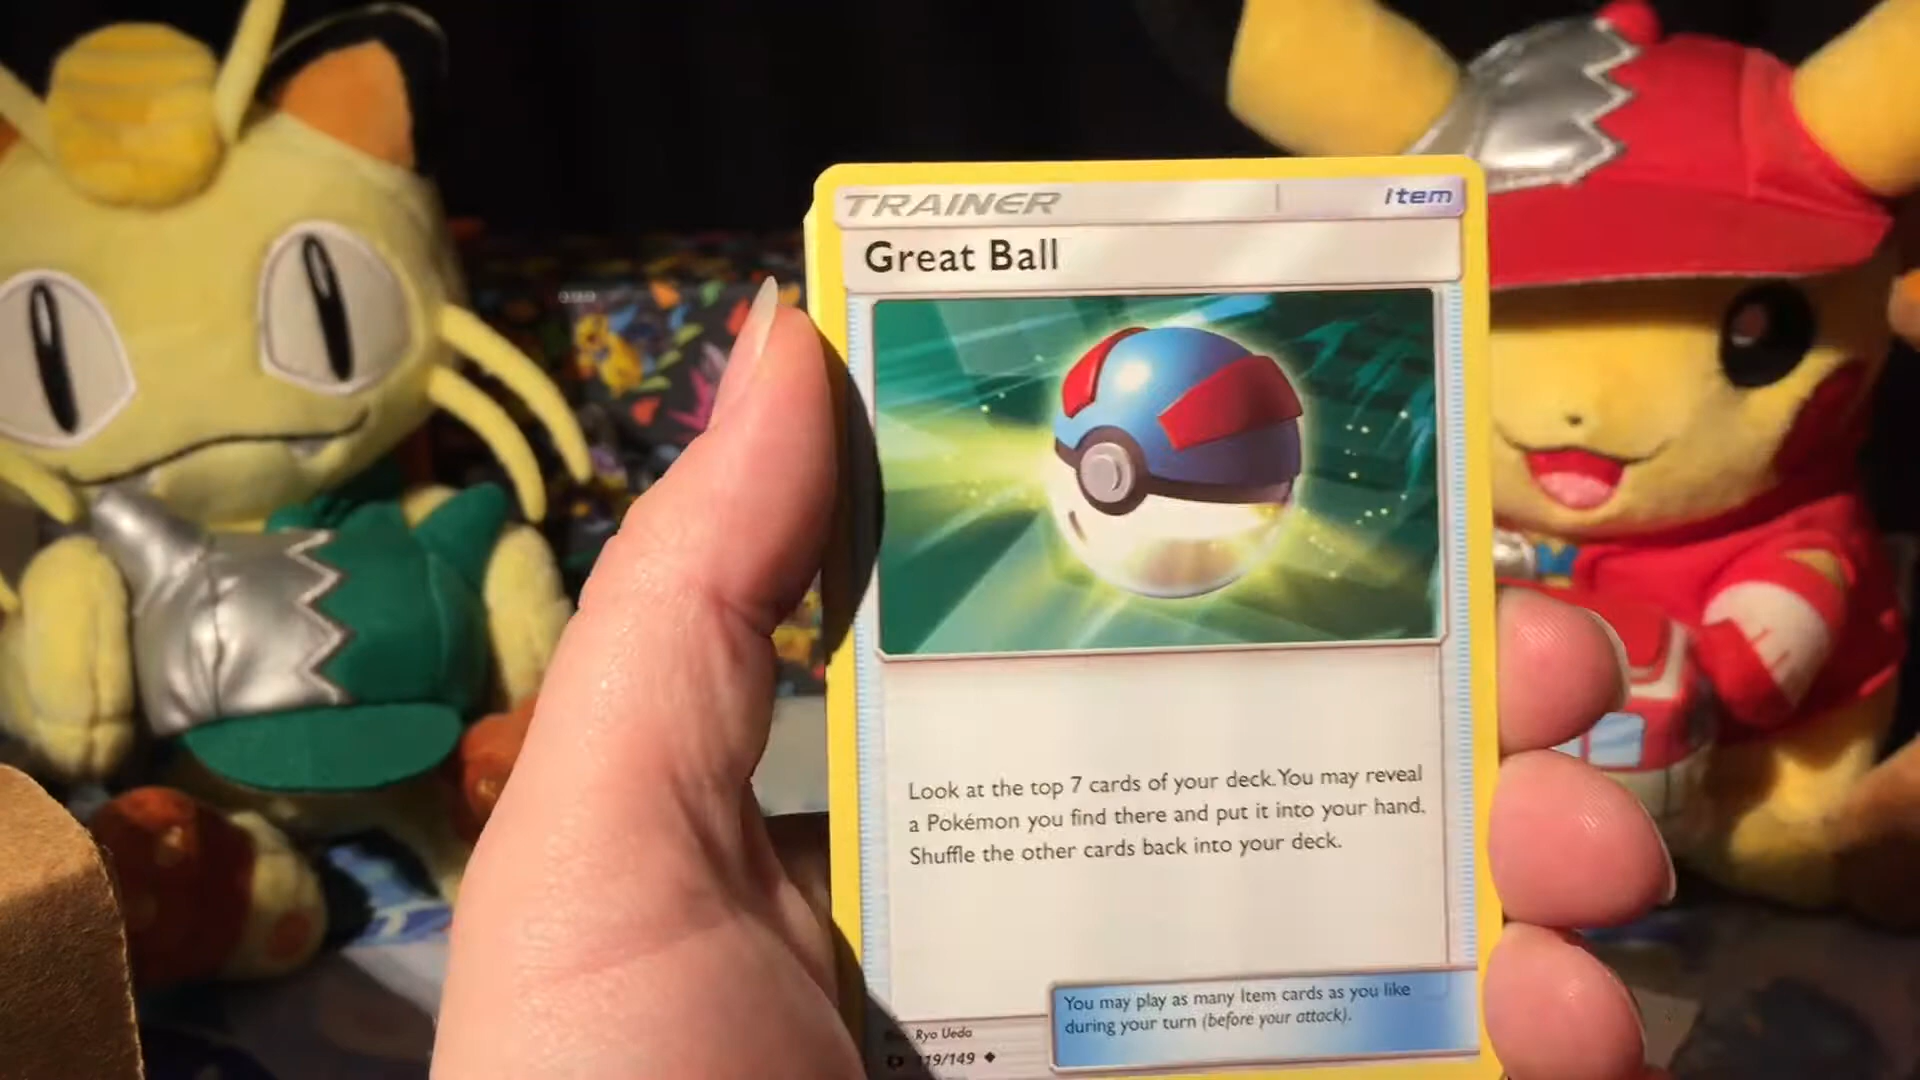 TRAINER
Item
Great Ball
Look at the top 7 cards of your deck. You may reveal
a Pokémon you find there and put it into your hand.
Shuffle the other cards back into your deck.
You may play as many Item cards as you like
during your turn (before your attack).
Ryo Ueda
119/149